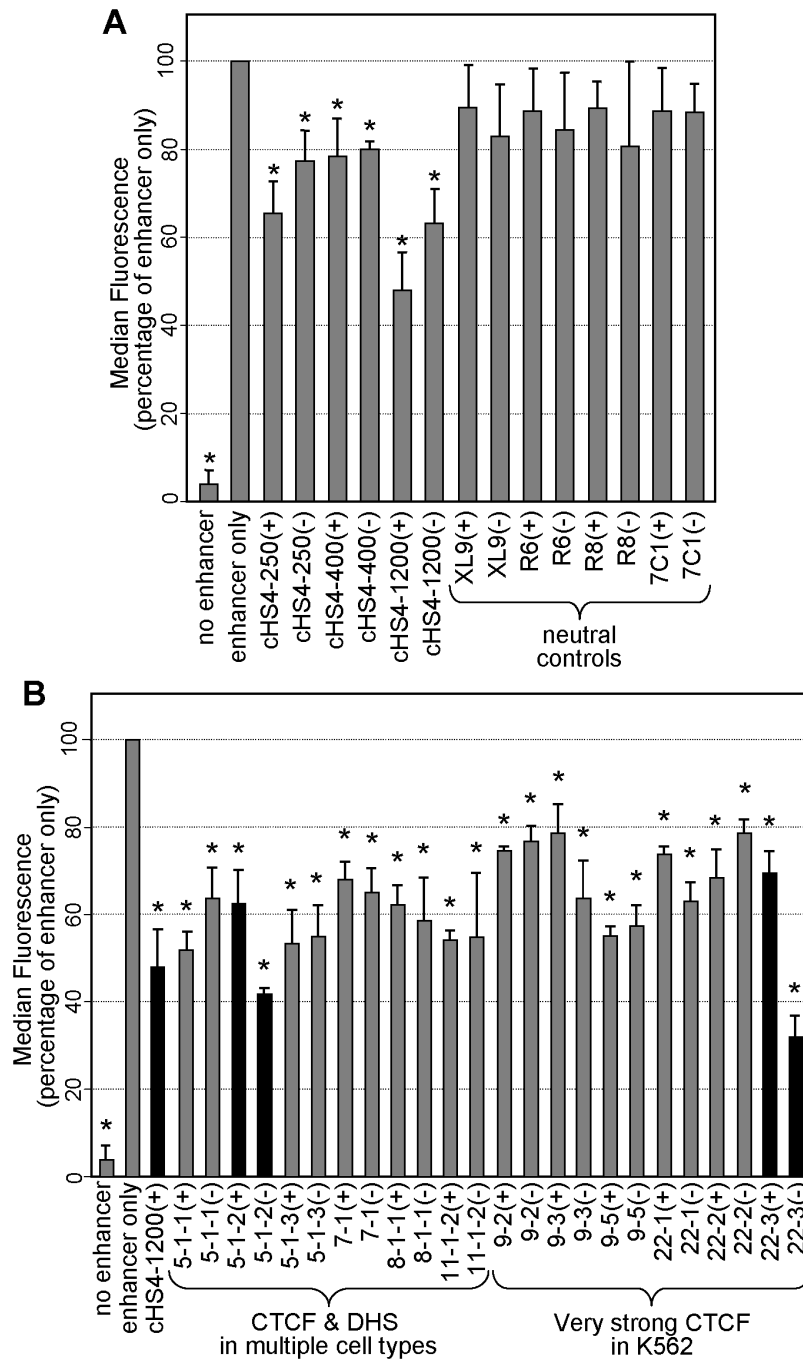 A
Median Fluorescence
(percentage of enhancer only)
100
80
60
40
20
0
* * * * * * *
no enhancer
enhancer only
cHS4-250(+)
cHS4-250(-)
cHS4-400(+)
cHS4-400(-)
cHS4-1200(+)
cHS4-1200(-)
XL9(+)
XL9(-)
R6(+)
R6(-)
R8(+)
R8(-)
7C1(+)
7C1(-)
neutral
controls
B
Median Fluorescence
(percentage of enhancer only)
100
80
60
40
20
0
* * * * * * * * * * * * * * * * * * * * * * * * * *
no enhancer
enhancer only
cHS4-1200(+)
5-1-1(+)
5-1-1(-)
5-1-2(+)
5-1-2(-)
5-1-3(+)
5-1-3(-)
7-1(+)
7-1(-)
8-1-1(+)
8-1-1(-)
11-1-2(+)
11-1-2(-)
9-2(+)
9-2(-)
9-3(+)
9-3(-)
9-5(+)
9-5(-)
22-1(+)
22-1(-)
22-2(+)
22-2(-)
22-3(+)
22-3(-)
CTCF & DHS
in multiple cell types
Very strong CTCF
in K562